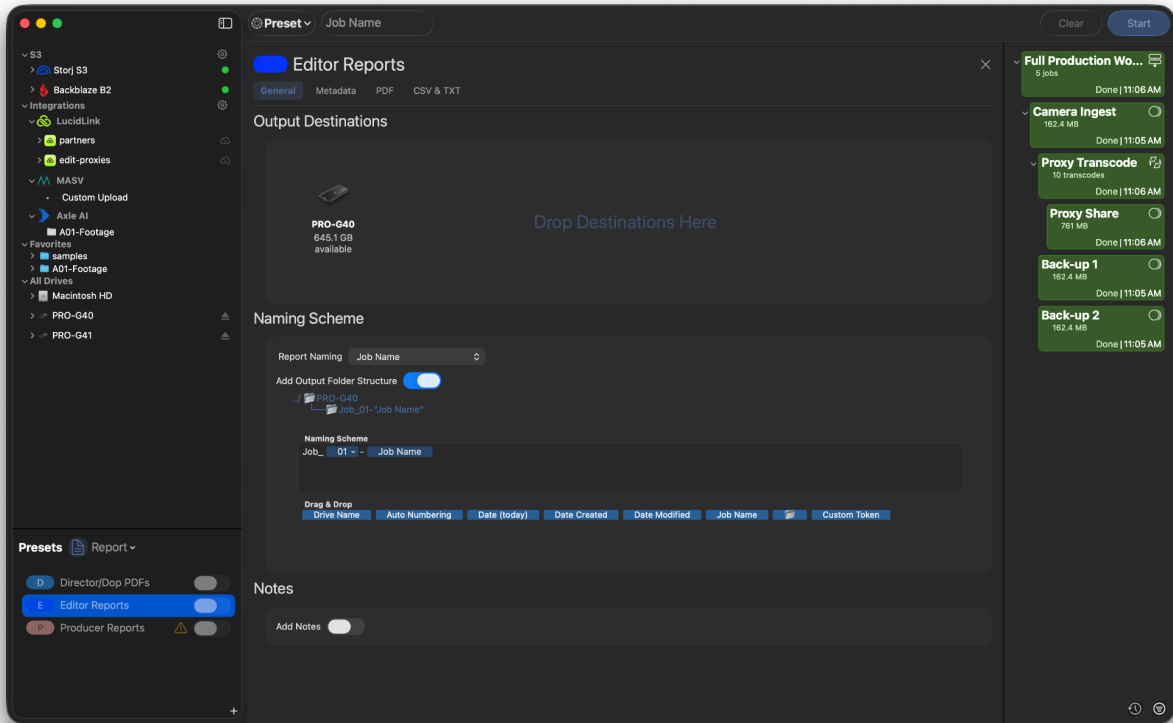 Preset
Job Name
Clear
Start
S3
Storj S3
Backblaze B2
Integrations
LucidLink
partners
edit-proxies
MASV
Custom Upload
Axle AI
A01-Footage
Favorites
samples
A01-Footage
All Drives
Macintosh HD
PRO-G40
PRO-G41
Presets Report
D Director/Dop PDFs
E Editor Reports
P Producer Reports
+
Editor Reports
General Metadata PDF CSV & TXT
Output Destinations
PRO-G40
645.1 GB
available
Drop Destinations Here
Naming Scheme
Report Naming Job Name
Add Output Folder Structure
../ PRO-G40
Job_01-"Job Name"
Naming Scheme
Job_ 01 - Job Name
Drag & Drop
Drive Name Auto Numbering Date (today) Date Created Date Modified Job Name Custom Token
Notes
Add Notes
Full Production Wo...
5 jobs
Done | 11:06 AM
Camera Ingest
162.4 MB
Done | 11:05 AM
Proxy Transcode
10 transcodes
Done | 11:06 AM
Proxy Share
761 MB
Done | 11:06 AM
Back-up 1
162.4 MB
Done | 11:05 AM
Back-up 2
162.4 MB
Done | 11:05 AM